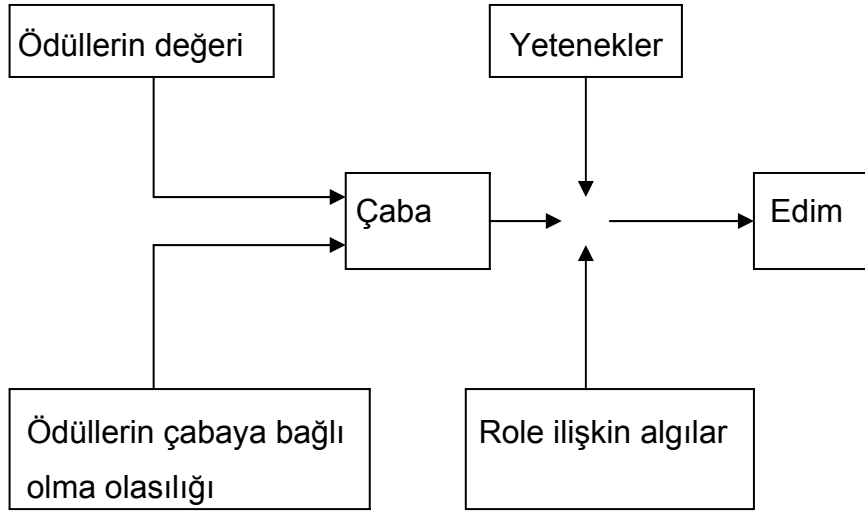 Ödüllerin değeri
Yetenekler
Çaba
Edim
Ödüllerin çabaya bağlı
olma olasılığı
Role ilişkin algılar